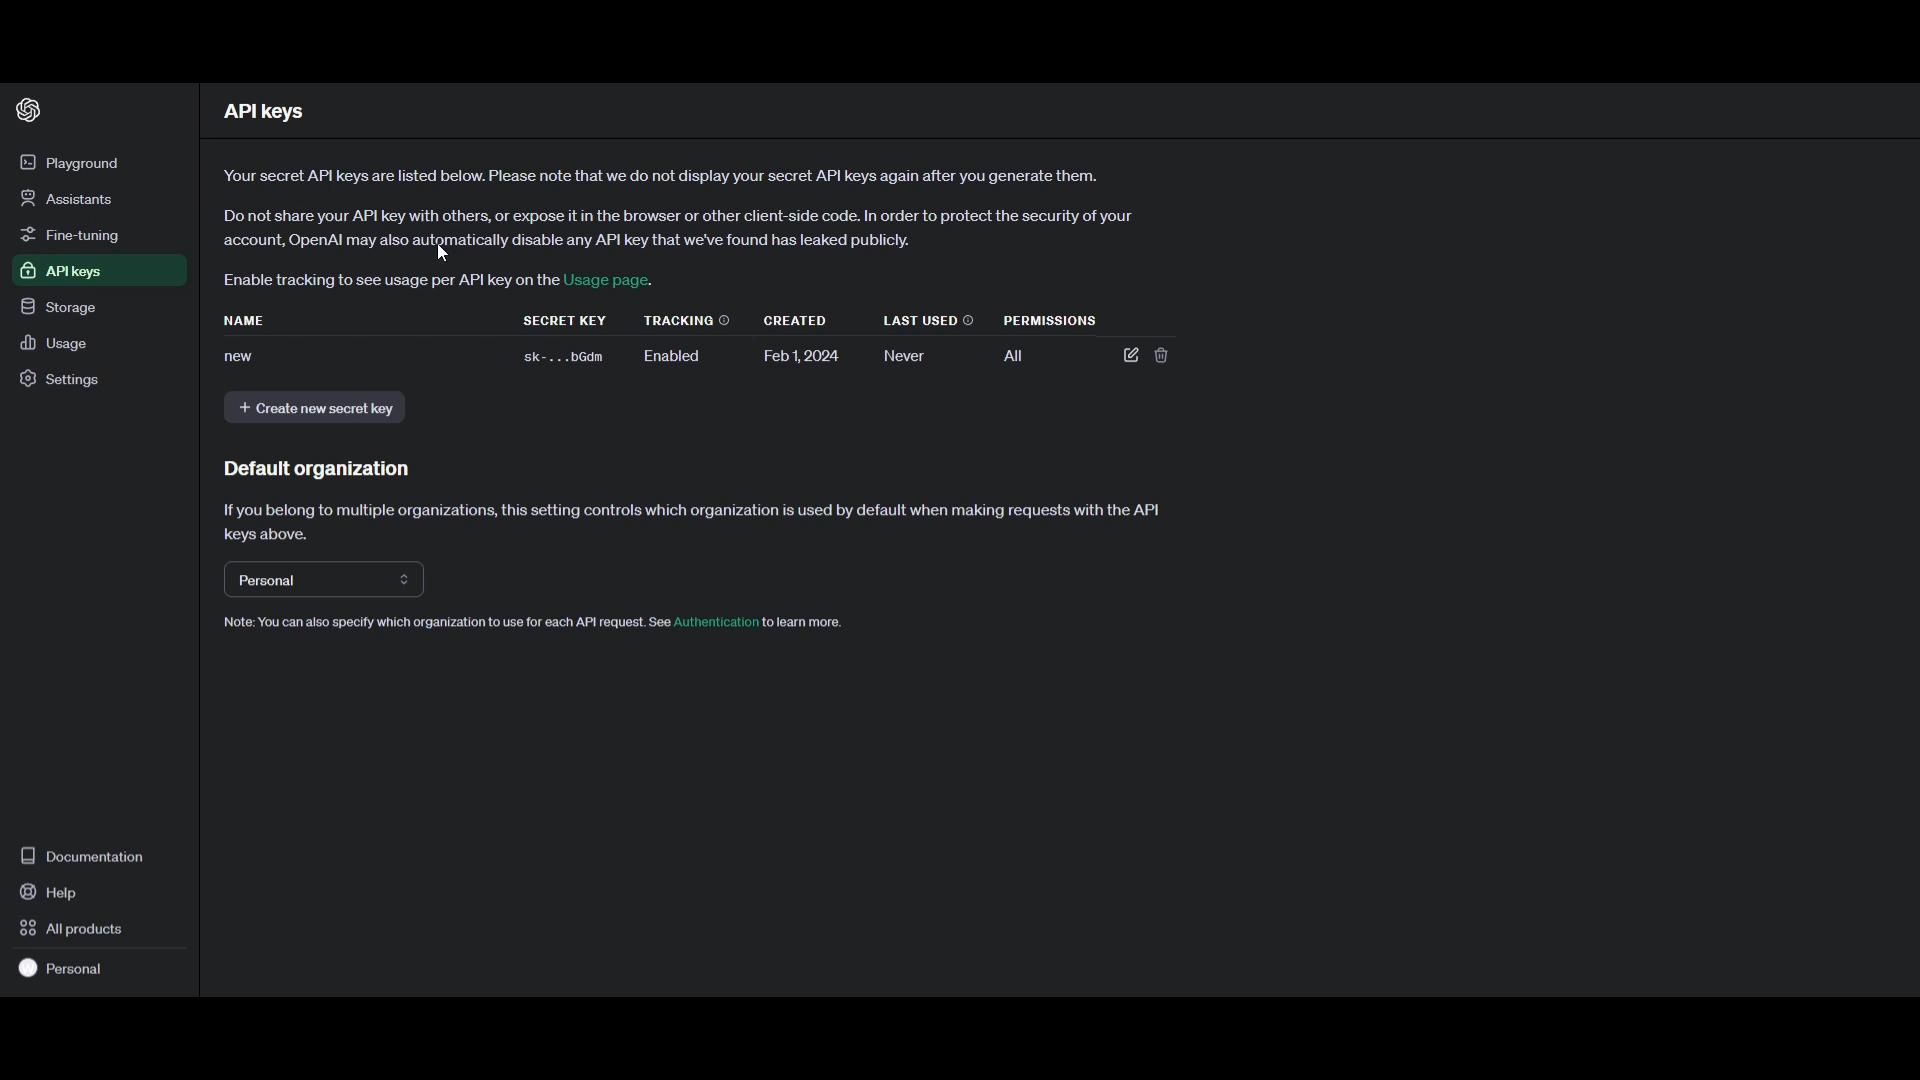 API keys
Playground
Assistants
Fine-tuning
API keys
Storage
Usage
Settings
Your secret API keys are listed below. Please note that we do not display your secret API keys again after you generate them.
Do not share your API key with others, or expose it in the browser or other client-side code. In order to protect the security of your
account, OpenAI may also automatically disable any API key that we've found has leaked publicly.
Enable tracking to see usage per API key on the Usage page.
NAME SECRET KEY TRACKING CREATED LAST USED PERMISSIONS
new sk-...bGdm Enabled Feb 1, 2024 Never All
+ Create new secret key
Default organization
If you belong to multiple organizations, this setting controls which organization is used by default when making requests with the API
keys above.
Personal
Note: You can also specify which organization to use for each API request. See Authentication to learn more.
Documentation
Help
All products
Personal